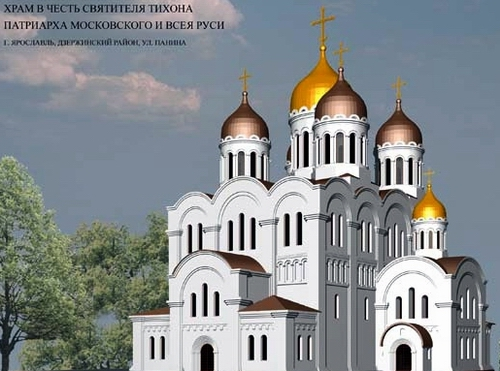 ХРАМ В ЧЕСТЬ СВЯТИТЕЛЯ ТИХОНА
ПАТРИАРХА МОСКОВСКОГО И ВСЕЯ РУСИ
Г. ЯРОСЛАВЛЬ, ДЗЕРЖИНСКИЙ РАЙОН, УЛ. ПАНИНА